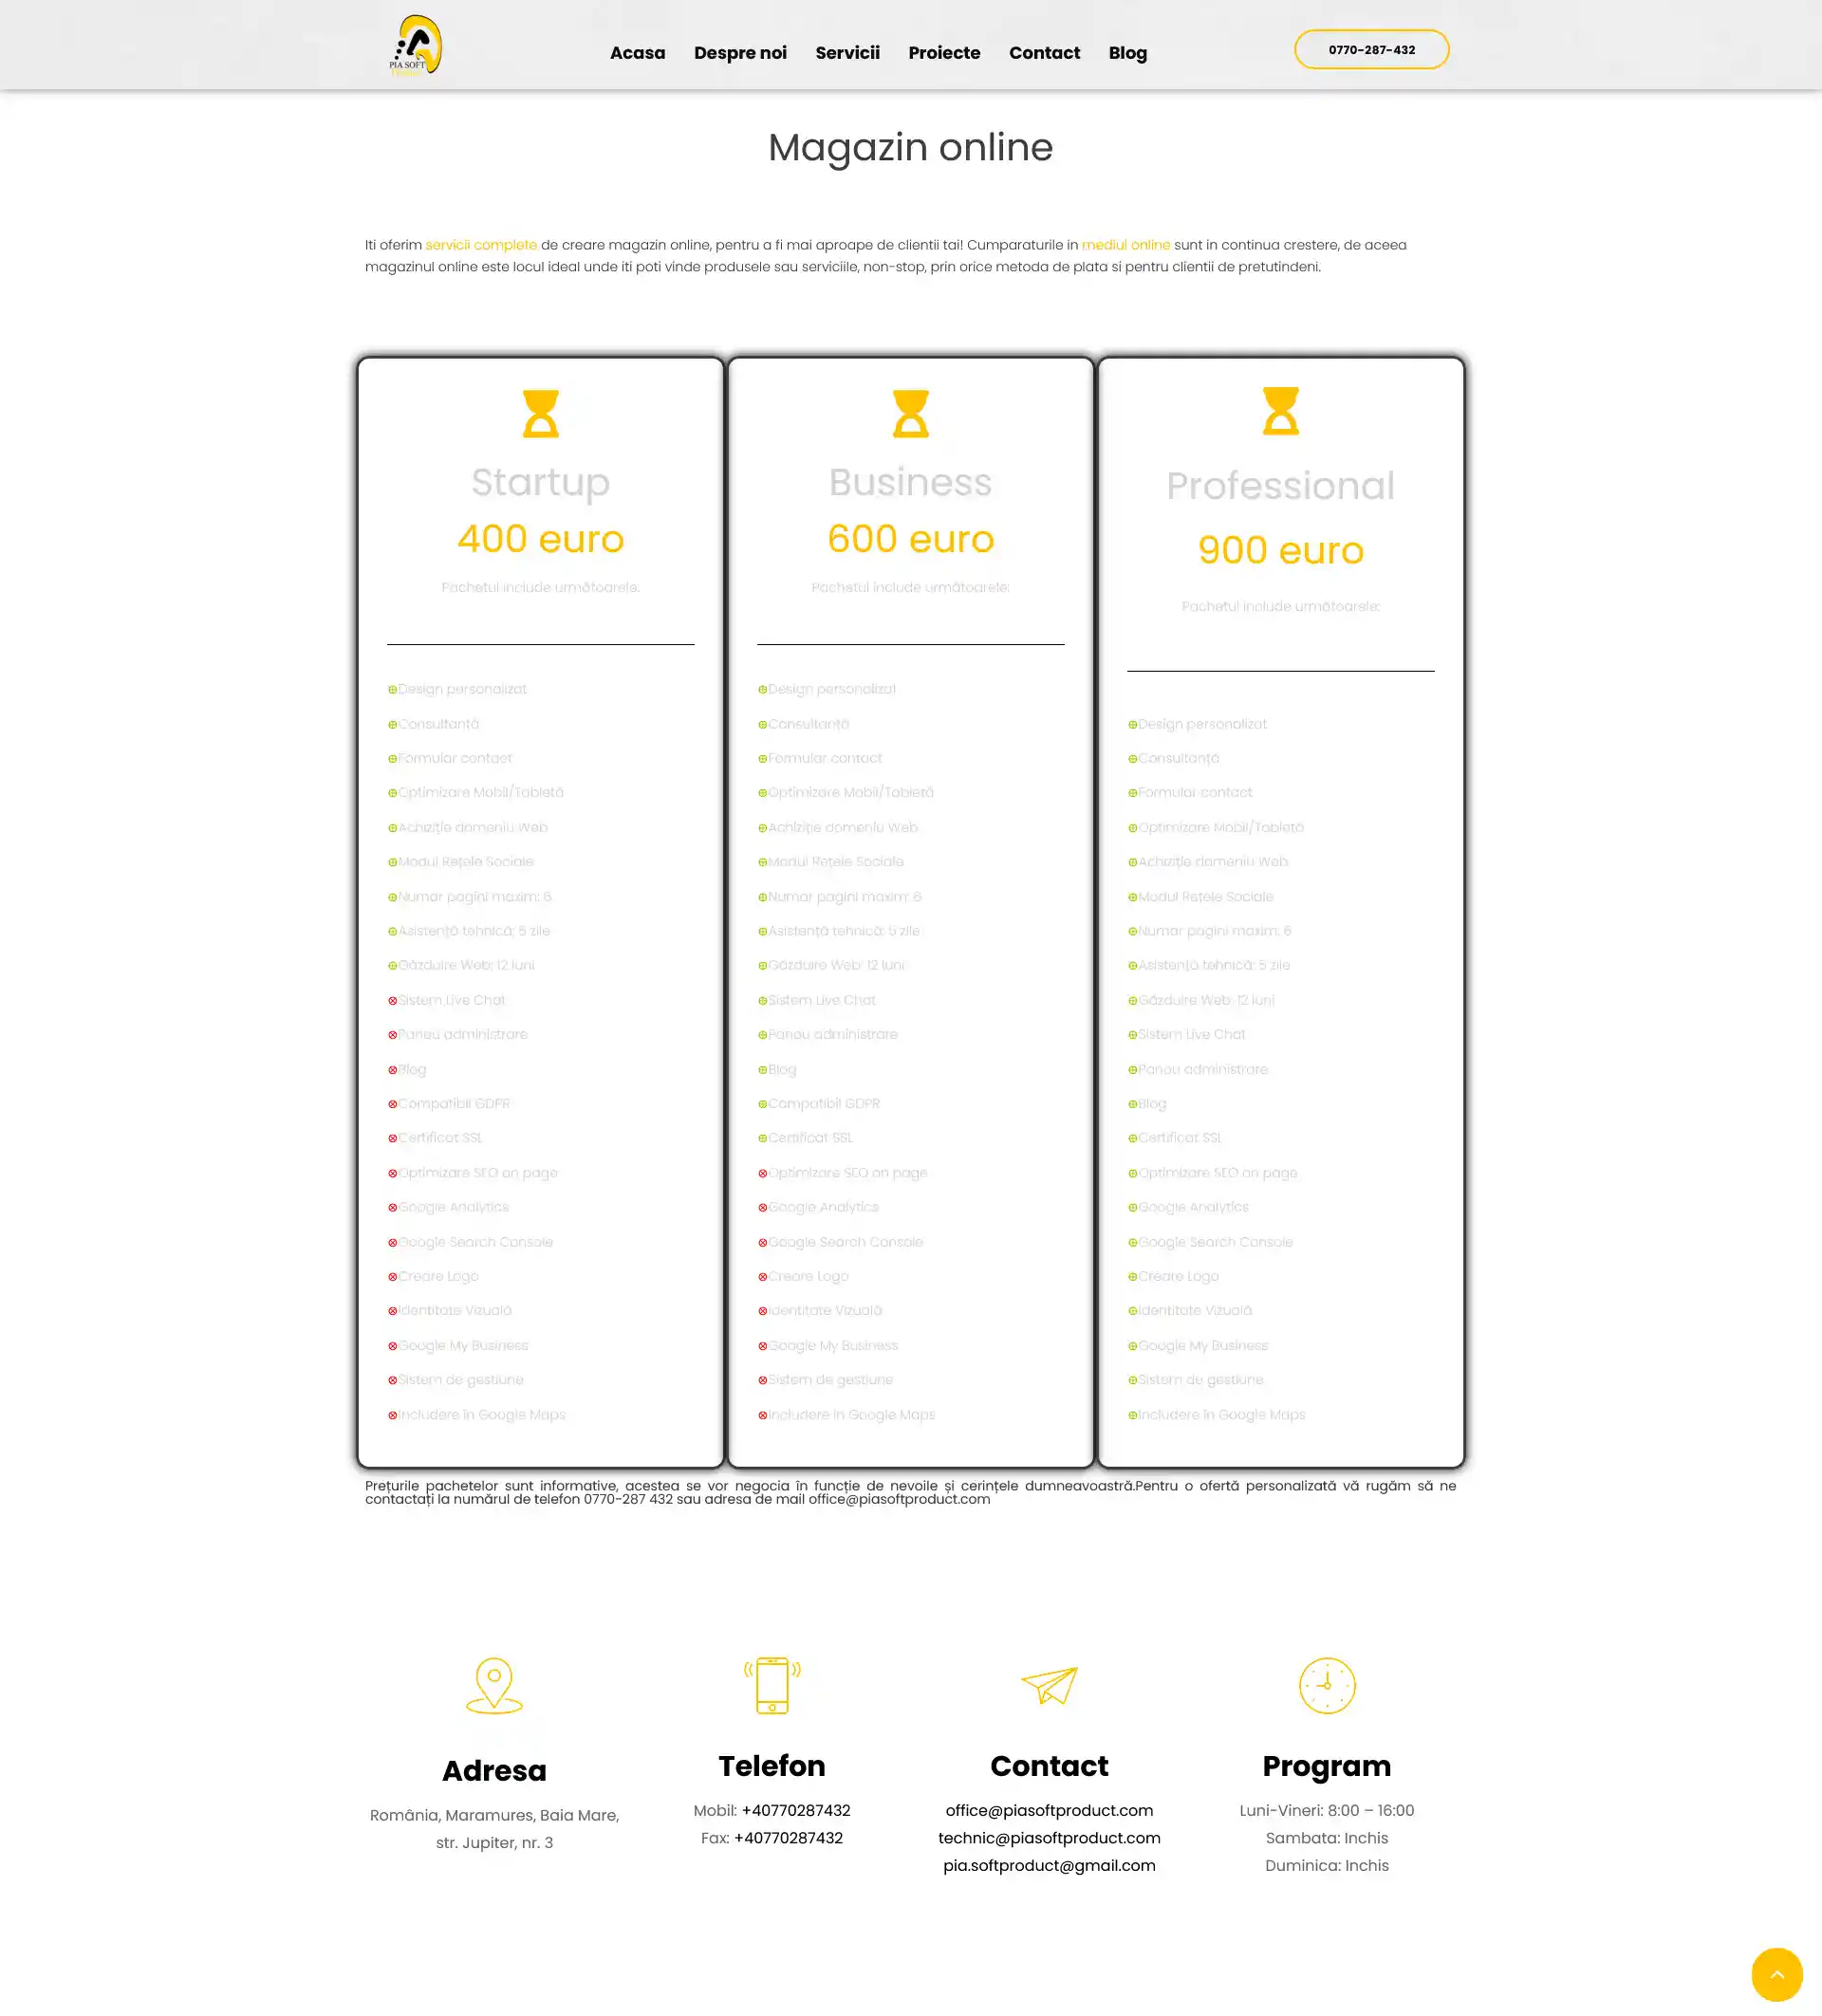 PIA SOFT
Acasa Despre noi Servicii Proiecte Contact Blog
0770-287-432
Magazin online
Iti oferim servicii complete de creare magazin online, pentru a fi mai aproape de clientii tai! Cumparaturile in mediul online sunt in continua crestere, de aceea
magazinul online este locul ideal unde iti poti vinde produsele sau serviciile, non-stop, prin orice metoda de plata si pentru clientii de pretutindeni.
Startup
400 euro
Pachetul include următoarele:
Design personalizat
Consultanță
Formular contact
Optimizare Mobil/Tabletă
Achiziție domeniu Web
Modul Rețele Sociale
Numar pagini maxim: 6
Asistență tehnică: 5 zile
Găzduire Web: 12 luni
Sistem Live Chat
Panou administrare
Blog
Compatibil GDPR
Certificat SSL
Optimizare SEO on page
Google Analytics
Google Search Console
Creare Logo
Identitate Vizuală
Google My Business
Sistem de gestiune
Includere în Google Maps
Business
600 euro
Pachetul include următoarele:
Design personalizat
Consultanță
Formular contact
Optimizare Mobil/Tabletă
Achiziție domeniu Web
Modul Rețele Sociale
Numar pagini maxim: 6
Asistență tehnică: 5 zile
Găzduire Web: 12 luni
Sistem Live Chat
Panou administrare
Blog
Compatibil GDPR
Certificat SSL
Optimizare SEO on page
Google Analytics
Google Search Console
Creare Logo
Identitate Vizuală
Google My Business
Sistem de gestiune
Includere în Google Maps
Professional
900 euro
Pachetul include următoarele:
Design personalizat
Consultanță
Formular contact
Optimizare Mobil/Tabletă
Achiziție domeniu Web
Modul Rețele Sociale
Numar pagini maxim: 6
Asistență tehnică: 5 zile
Găzduire Web: 12 luni
Sistem Live Chat
Panou administrare
Blog
Certificat SSL
Optimizare SEO on page
Google Analytics
Google Search Console
Creare Logo
Identitate Vizuală
Google My Business
Sistem de gestiune
Includere în Google Maps
Prețurile pachetelor sunt informative, acestea se vor negocia în funcție de nevoile și cerințele dumneavoastră.Pentru o ofertă personalizată vă rugăm să ne
contactați la numărul de telefon 0770-287 432 sau adresa de mail office@piasoftproduct.com
Adresa
România, Maramures, Baia Mare,
str. Jupiter, nr. 3
Telefon
Mobil: +40770287432
Fax: +40770287432
Contact
office@piasoftproduct.com
technic@piasoftproduct.com
pia.softproduct@gmail.com
Program
Luni-Vineri: 8:00 – 16:00
Sambata: Inchis
Duminica: Inchis